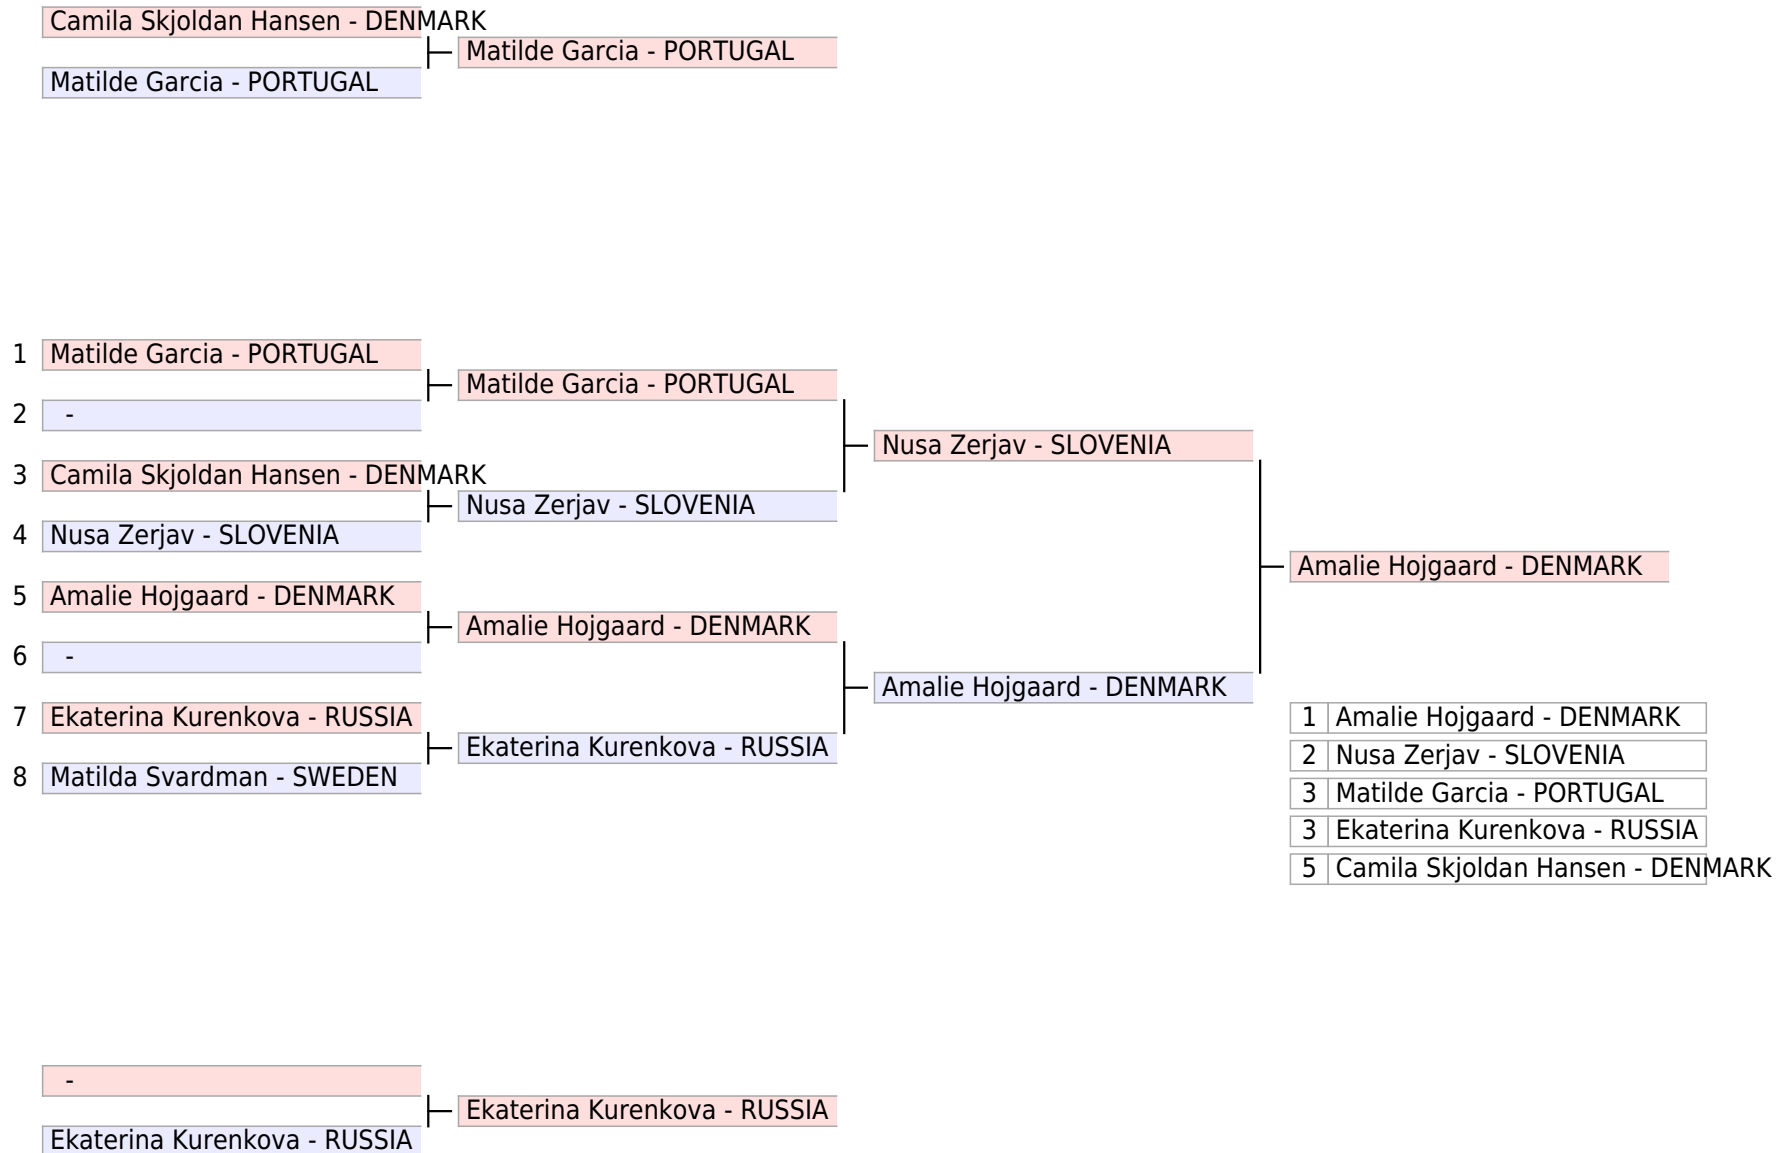 Camila Skjoldan Hansen - DENMARK
Matilde Garcia - PORTUGAL
Matilde Garcia - PORTUGAL
1 Matilde Garcia - PORTUGAL
Matilde Garcia - PORTUGAL
2 -
Nusa Zerjav - SLOVENIA
3 Camila Skjoldan Hansen - DENMARK
Nusa Zerjav - SLOVENIA
4 Nusa Zerjav - SLOVENIA
Amalie Hojgaard - DENMARK
5 Amalie Hojgaard - DENMARK
Amalie Hojgaard - DENMARK
6 -
Amalie Hojgaard - DENMARK
7 Ekaterina Kurenkova - RUSSIA
Ekaterina Kurenkova - RUSSIA
8 Matilda Svardman - SWEDEN
1 Amalie Hojgaard - DENMARK
2 Nusa Zerjav - SLOVENIA
3 Matilde Garcia - PORTUGAL
3 Ekaterina Kurenkova - RUSSIA
5 Camila Skjoldan Hansen - DENMARK
-
Ekaterina Kurenkova - RUSSIA
Ekaterina Kurenkova - RUSSIA